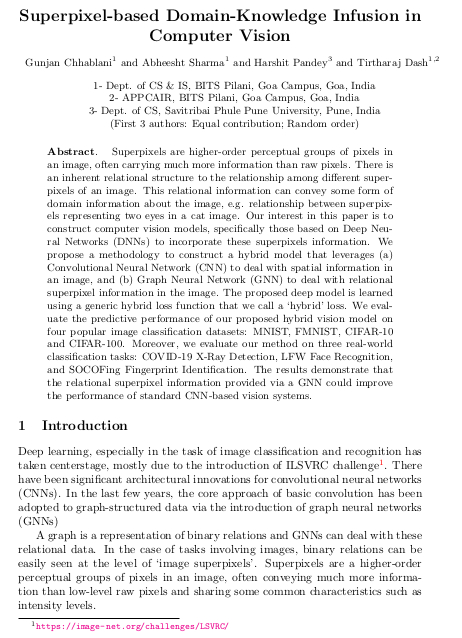 Superpixel-based Domain-Knowledge Infusion in
Computer Vision
Gunjan Chhablani1 and Abheesht Sharma1 and Harshit Pandey3 and Tirtharaj Dash1,2
1- Dept. of CS & IS, BITS Pilani, Goa Campus, Goa, India
2- APPCAIR, BITS Pilani, Goa Campus, Goa, India
3- Dept. of CS, Savitribai Phule Pune University, Pune, India
(First 3 authors: Equal contribution; Random order)
Abstract. Superpixels are higher-order perceptual groups of pixels in
an image, often carrying much more information than raw pixels. There is
an inherent relational structure to the relationship among different super-
pixels of an image. This relational information can convey some form of
domain information about the image, e.g. relationship between superpix-
els representing two eyes in a cat image. Our interest in this paper is to
construct computer vision models, specifically those based on Deep Neu-
ral Networks (DNNs) to incorporate these superpixels information. We
propose a methodology to construct a hybrid model that leverages (a)
Convolutional Neural Network (CNN) to deal with spatial information in
an image, and (b) Graph Neural Network (GNN) to deal with relational
superpixel information in the image. The proposed deep model is learned
using a generic hybrid loss function that we call a ‘hybrid’ loss. We eval-
uate the predictive performance of our proposed hybrid vision model on
four popular image classification datasets: MNIST, FMNIST, CIFAR-10
and CIFAR-100. Moreover, we evaluate our method on three real-world
classification tasks: COVID-19 X-Ray Detection, LFW Face Recognition,
and SOCOFing Fingerprint Identification. The results demonstrate that
the relational superpixel information provided via a GNN could improve
the performance of standard CNN-based vision systems.
1 Introduction
Deep learning, especially in the task of image classification and recognition has
taken centerstage, mostly due to the introduction of ILSVRC challenge1. There
have been significant architectural innovations for convolutional neural networks
(CNNs). In the last few years, the core approach of basic convolution has been
adopted to graph-structured data via the introduction of graph neural networks
(GNNs)
A graph is a representation of binary relations and GNNs can deal with these
relational data. In the case of tasks involving images, binary relations can be
easily seen at the level of ‘image superpixels’. Superpixels are a higher-order
perceptual groups of pixels in an image, often conveying much more informa-
tion than low-level raw pixels and sharing some common characteristics such as
intensity levels.
1https://image-net.org/challenges/LSVRC/